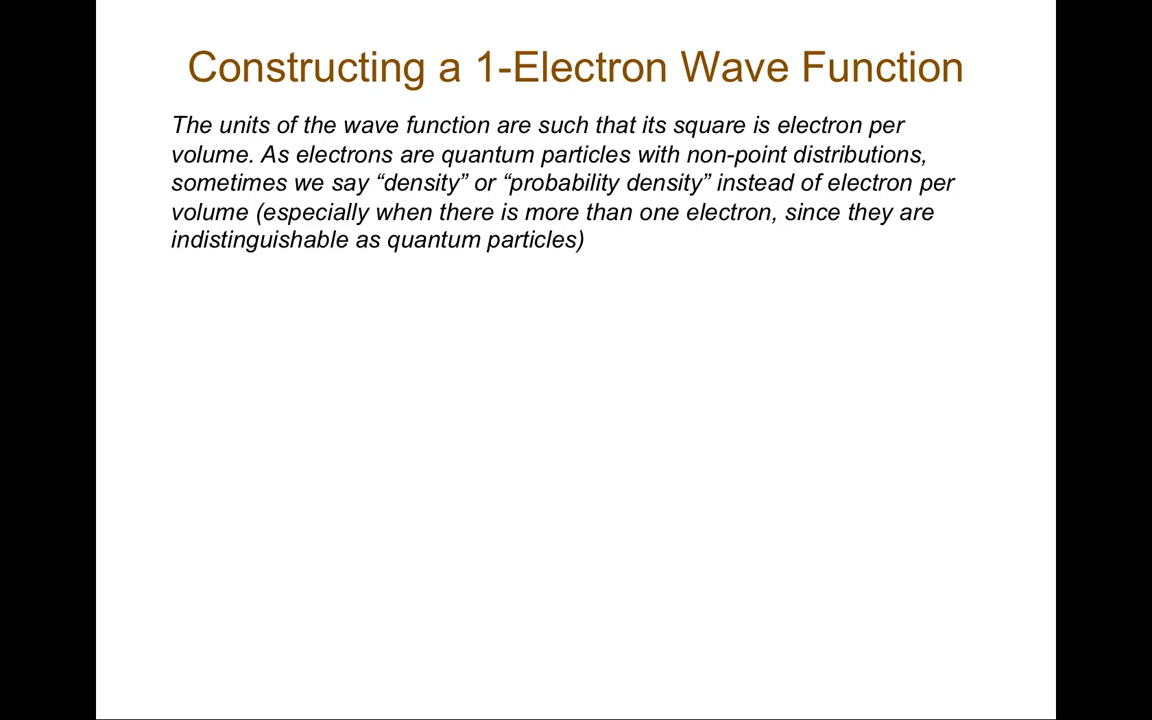 Constructing a 1-Electron Wave Function
The units of the wave function are such that its square is electron per
volume. As electrons are quantum particles with non-point distributions,
sometimes we say “density” or “probability density” instead of electron per
volume (especially when there is more than one electron, since they are
indistinguishable as quantum particles)